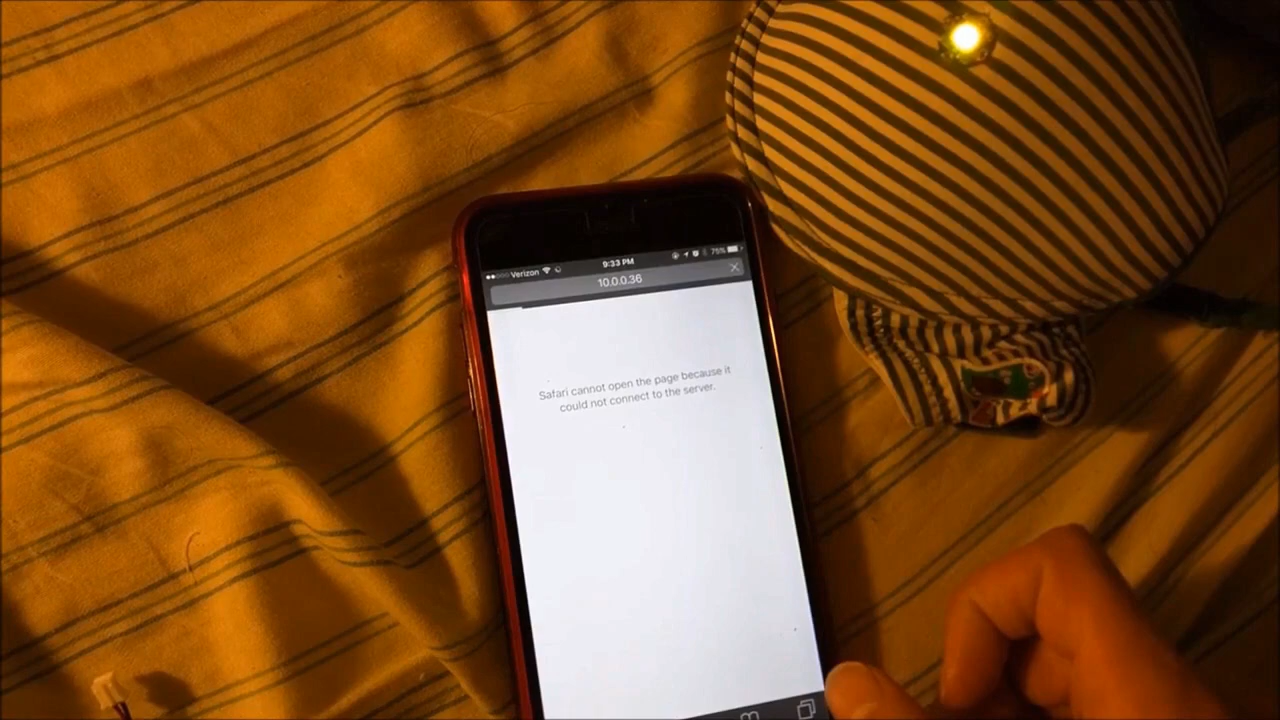 Verizon 9:33 PM 75%
10.0.0.36
Safari cannot open the page because it
could not connect to the server.